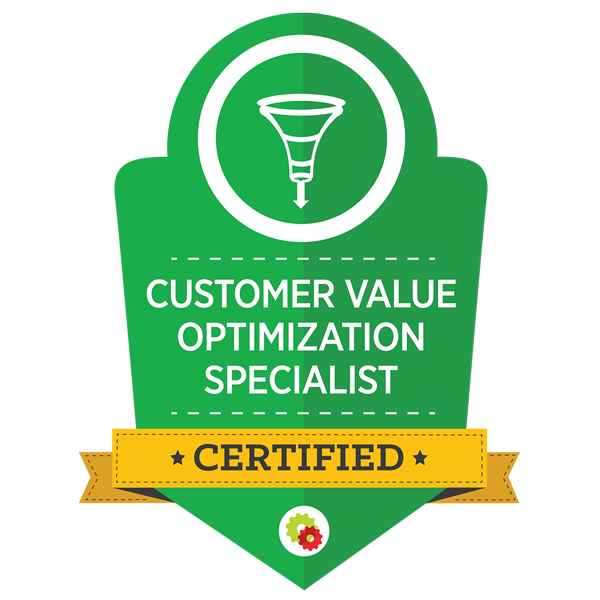 CUSTOMER VALUE
OPTIMIZATION
SPECIALIST
CERTIFIED